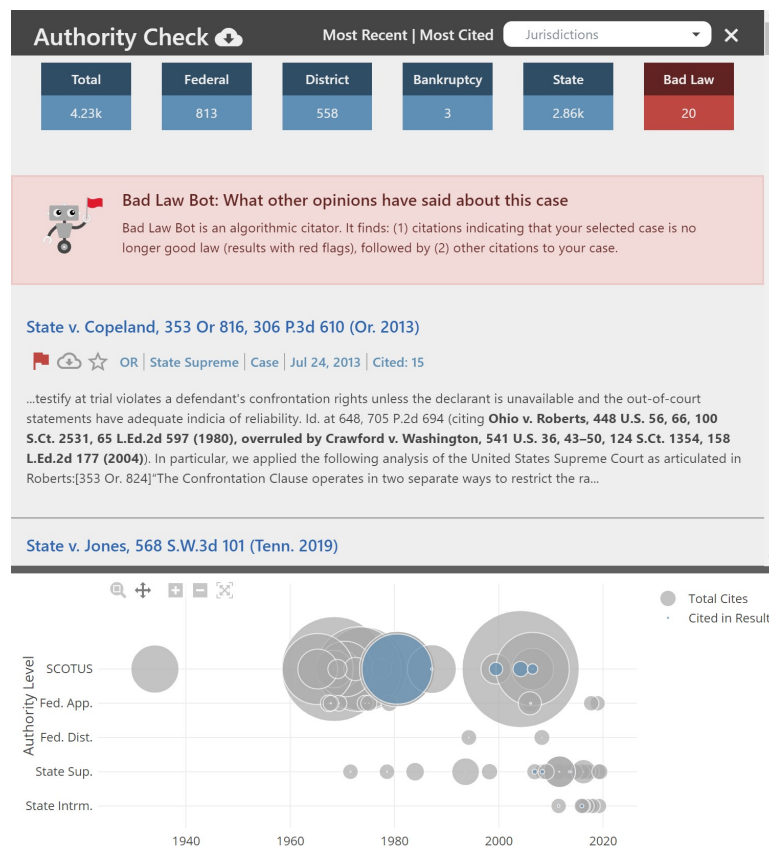 Authority Check
Most Recent | Most Cited
Jurisdictions
Total Federal District Bankruptcy State Bad Law
4.23k 813 558 3 2.86k 20
Bad Law Bot: What other opinions have said about this case
Bad Law Bot is an algorithmic citator. It finds: (1) citations indicating that your selected case is no
longer good law (results with red flags), followed by (2) other citations to your case.
State v. Copeland, 353 Or 816, 306 P.3d 610 (Or. 2013)
OR | State Supreme | Case | Jul 24, 2013 | Cited: 15
...testify at trial violates a defendant's confrontation rights unless the declarant is unavailable and the out-of-court
statements have adequate indicia of reliability. Id. at 648, 705 P.2d 694 (citing Ohio v. Roberts, 448 U.S. 56, 66, 100
S.Ct. 2531, 65 L.Ed.2d 597 (1980), overruled by Crawford v. Washington, 541 U.S. 36, 43–50, 124 S.Ct. 1354, 158
L.Ed.2d 177 (2004)). In particular, we applied the following analysis of the United States Supreme Court as articulated in
Roberts:[353 Or. 824]"The Confrontation Clause operates in two separate ways to restrict the ra...
State v. Jones, 568 S.W.3d 101 (Tenn. 2019)
Total Cites
Cited in Result
Authority Level
SCOTUS
Fed. App.
Fed. Dist.
State Sup.
State Intrm.
1940 1960 1980 2000 2020